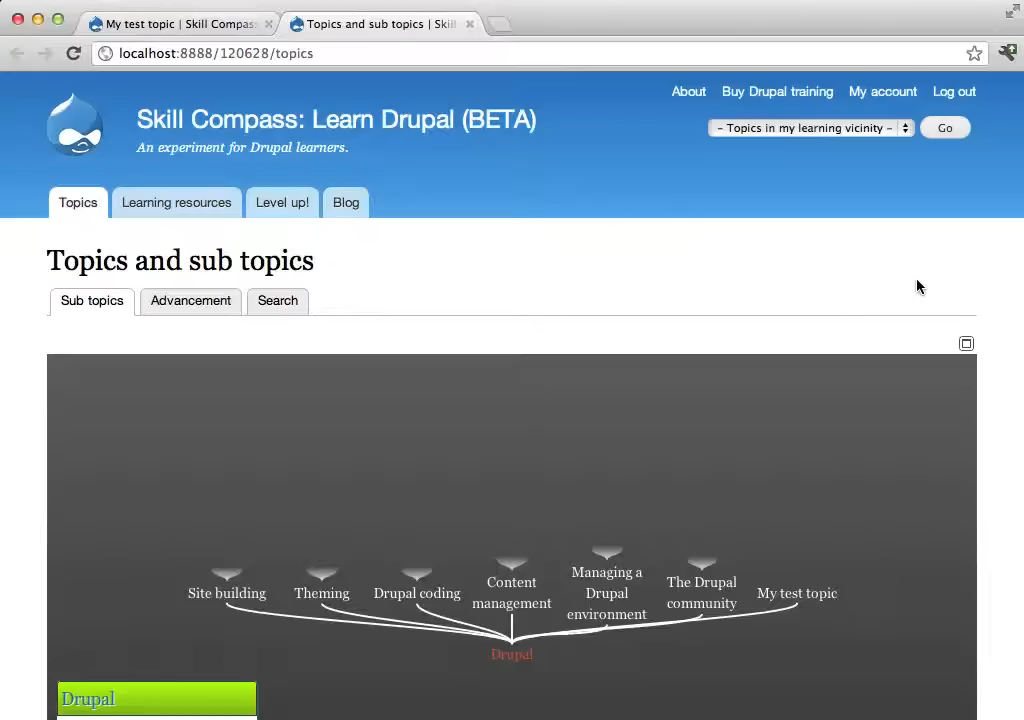 My test topic | Skill Compas
Topics and sub topics | Skil
localhost:8888/120628/topics
About Buy Drupal training My account Log out
Skill Compass: Learn Drupal (BETA)
- Topics in my learning vicinity - Go
An experiment for Drupal learners.
Topics Learning resources Level up! Blog
Topics and sub topics
Sub topics Advancement Search
Site building
Theming
Drupal coding
Content
management
Managing a
Drupal
environment
The Drupal
community
My test topic
Drupal
Drupal